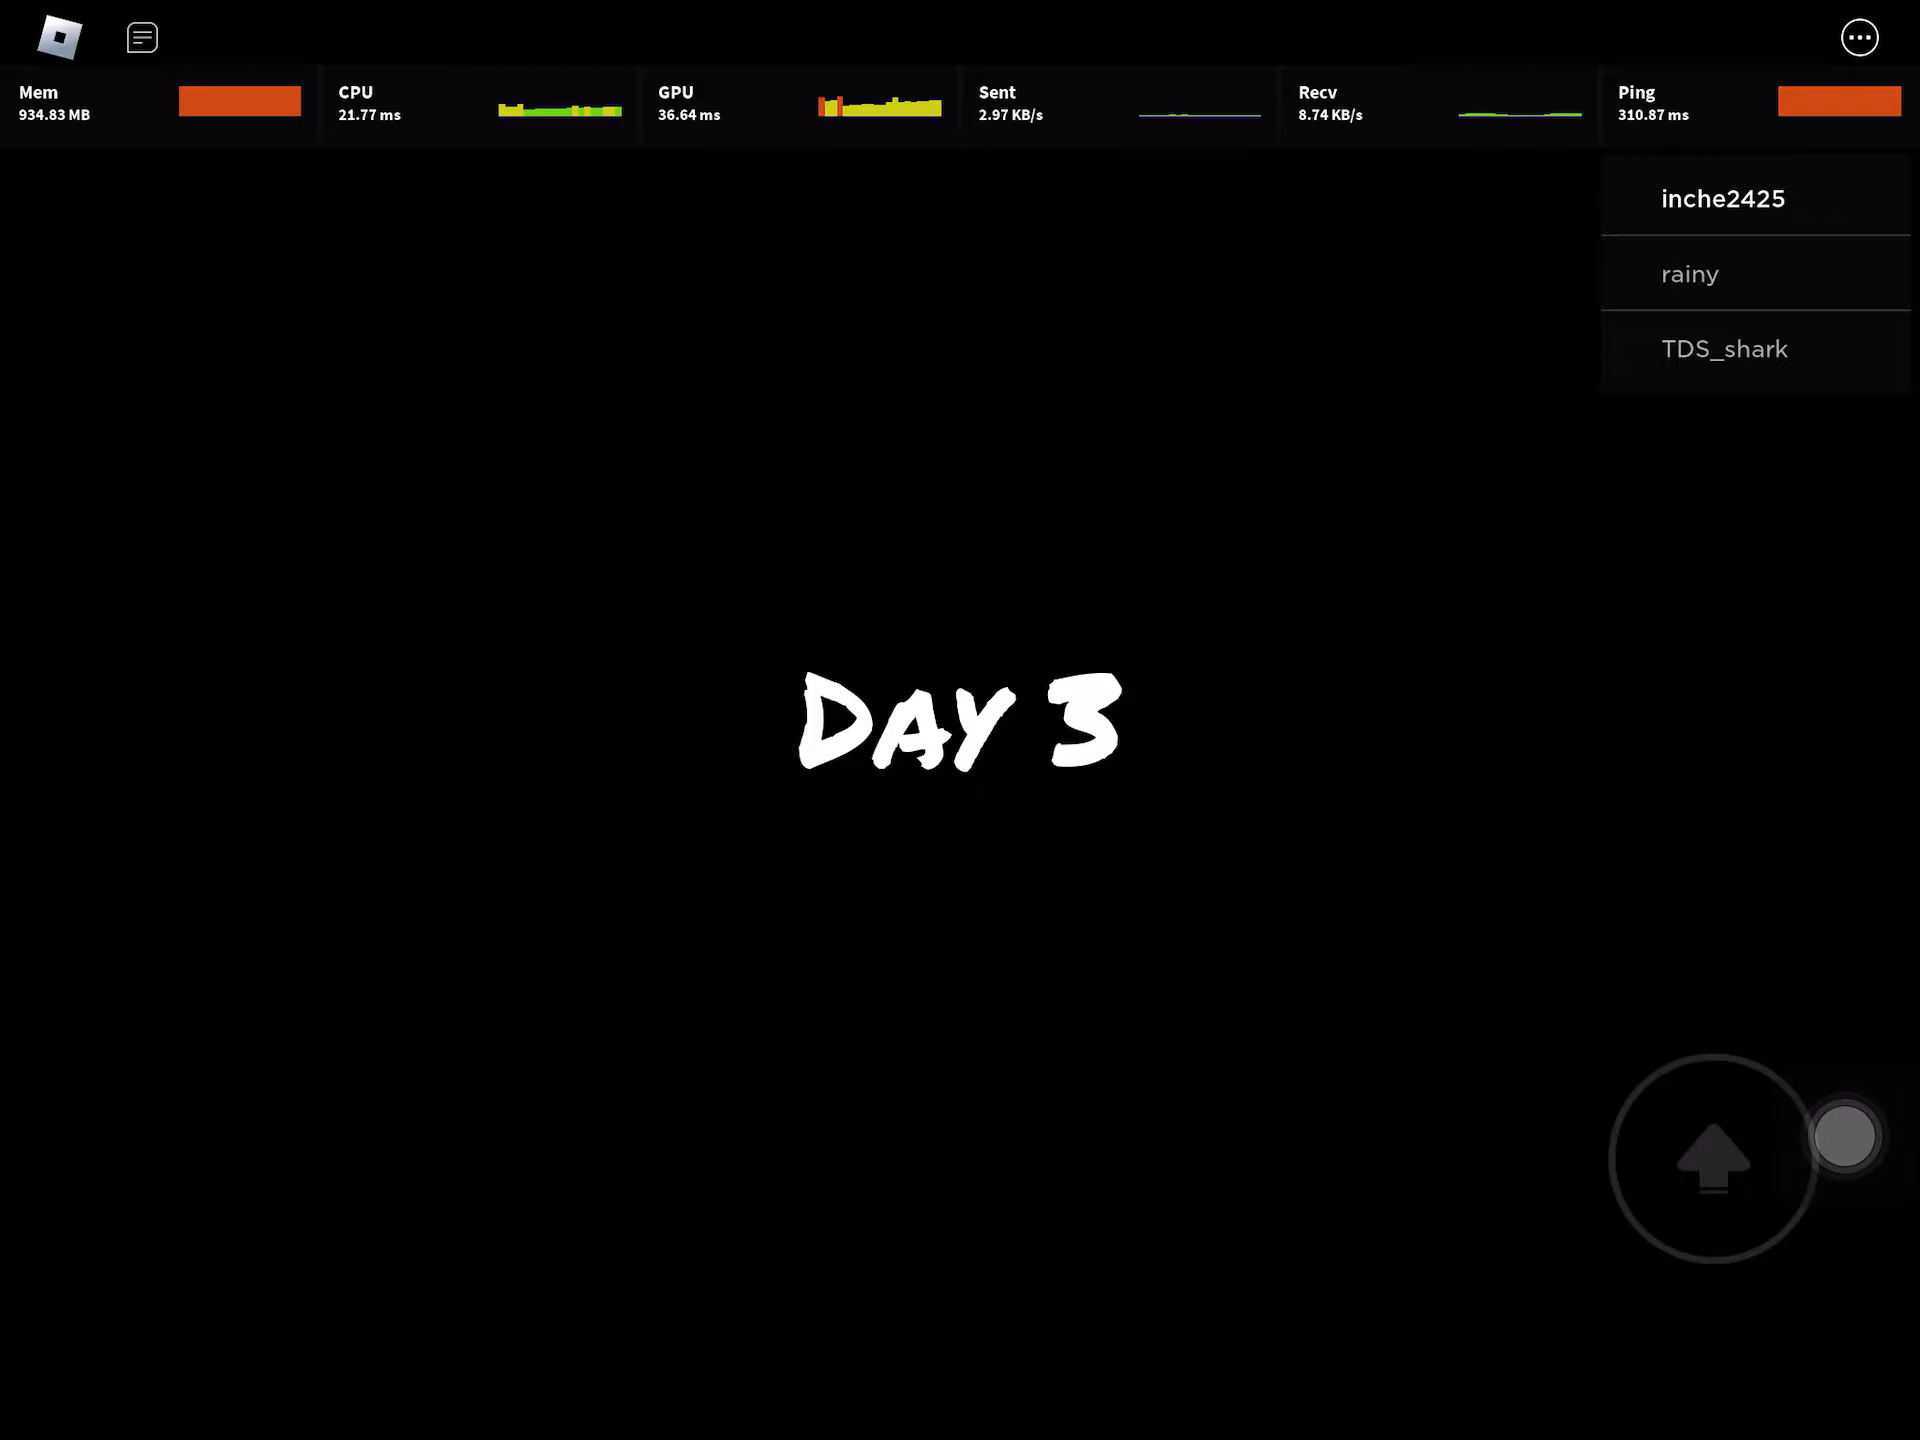 Mem
934.83 MB
CPU
21.77 ms
GPU
36.64 ms
Sent
2.97 KB/s
Recv
8.74 KB/s
Ping
310.87 ms
inche2425
rainy
TDS_shark
DAY 3